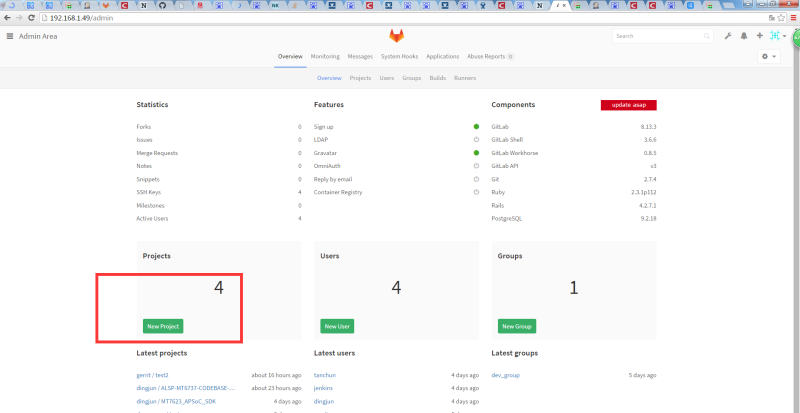 192.168.1.49/admin
Admin Area
Search
Overview Monitoring Messages System Hooks Applications Abuse Reports 0
Overview Projects Users Groups Builds Runners
Statistics
Forks 0
Issues 0
Merge Requests 0
Notes 0
Snippets 0
SSH Keys 4
Milestones 0
Active Users 4
Features
Sign up
LDAP
Gravatar
OmniAuth
Reply by email
Container Registry
Components update asap
GitLab 8.13.3
GitLab Shell 3.6.6
GitLab Workhorse 0.8.5
GitLab API v3
Git 2.7.4
Ruby 2.3.1p112
Rails 4.2.7.1
PostgreSQL 9.2.18
Projects
4
New Project
Users
4
New User
Groups
1
New Group
Latest projects
gerrit / test2 about 16 hours ago
dingjun / ALSP-MT6737-CODEBASE-... about 23 hours ago
dingjun / MT7623_APSoC_SDK 4 days ago
Latest users
tanchun 4 days ago
jenkins 4 days ago
dingjun 4 days ago
Latest groups
dev_group 5 days ago